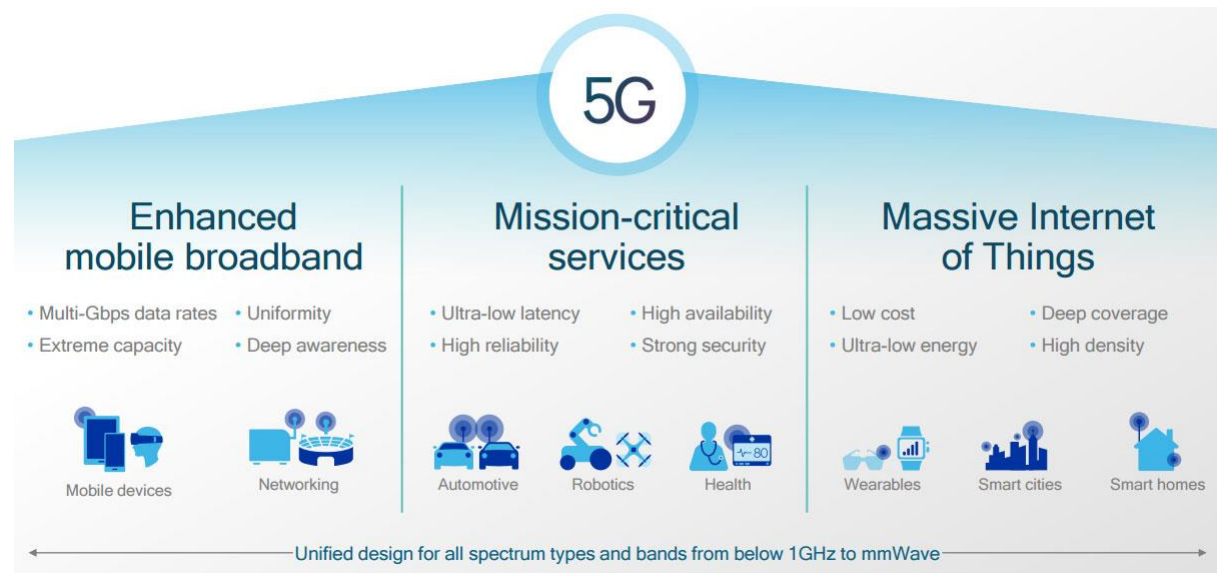 5G
Enhanced
mobile broadband
• Multi-Gbps data rates
• Uniformity
• Extreme capacity
• Deep awareness
Mobile devices
Networking
Mission-critical
services
• Ultra-low latency
• High availability
• High reliability
• Strong security
80
Automotive
Robotics
Health
Massive Internet
of Things
• Low cost
• Deep coverage
• Ultra-low energy
• High density
Wearables
Smart cities
Smart homes
Unified design for all spectrum types and bands from below 1GHz to mmWave